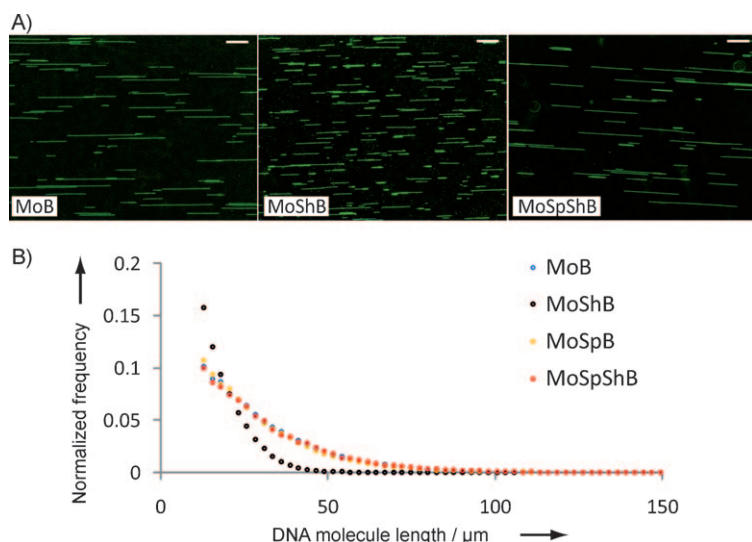 A)
MoB
MoShB
MoSpShB
B)
Normalized frequency
0.2
0.15
0.1
0.05
0
0
50
100
150
DNA molecule length / µm
MoB
MoShB
MoSpB
MoSpShB